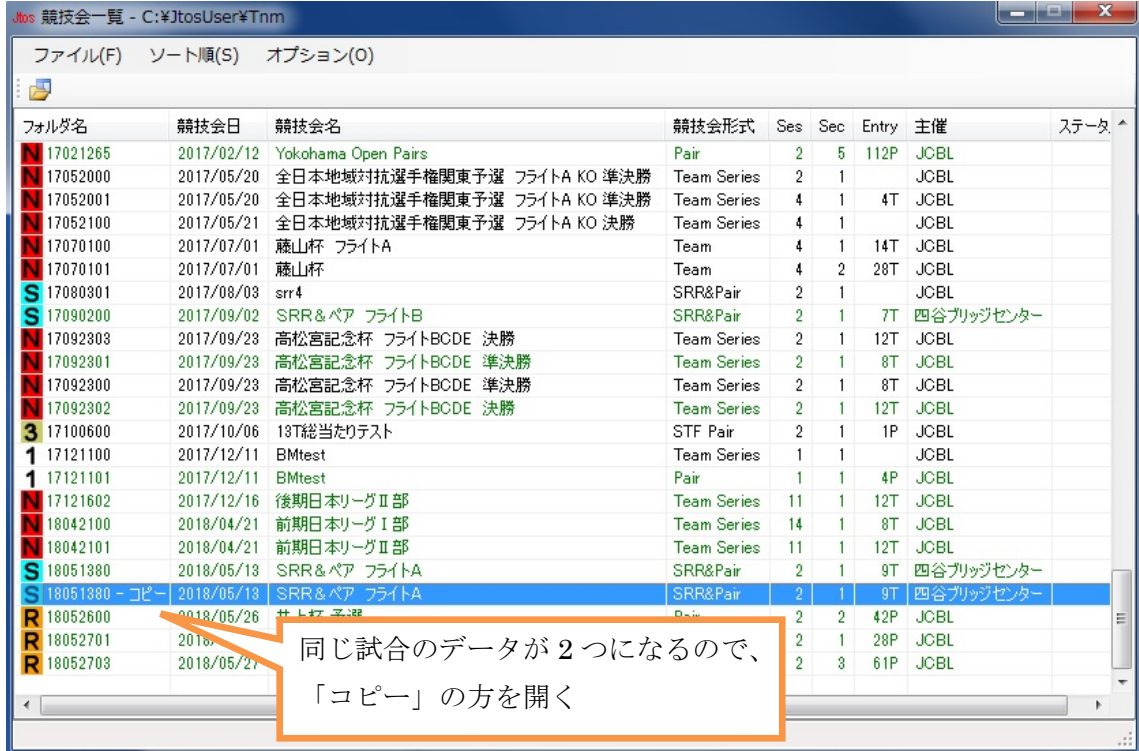 Jtos 競技会一覧 - C:¥JtosUser¥Tnm
ファイル(F) ソート順(S) オプション(O)
フォルダ名 競技会日 競技会名 競技会形式 Ses Sec Entry 主催 ステータ
N 17021265 2017/02/12 Yokohama Open Pairs Pair 2 5 112P JCBL
N 17052000 2017/05/20 全日本地域対抗選手権関東予選 フライトA KO 準決勝 Team Series 2 1 JCBL
N 17052001 2017/05/20 全日本地域対抗選手権関東予選 フライトA KO 準決勝 Team Series 4 1 4T JCBL
N 17052100 2017/05/21 全日本地域対抗選手権関東予選 フライトA KO 決勝 Team Series 4 1 JCBL
N 17070100 2017/07/01 藤山杯 フライトA Team 4 1 14T JCBL
N 17070101 2017/07/01 藤山杯 Team 4 2 28T JCBL
S 17080301 2017/08/03 srr4 SRR&Pair 2 1 JCBL
S 17090200 2017/09/02 SRR&ペア フライトB SRR&Pair 2 1 7T 四谷ブリッジセンター
N 17092303 2017/09/23 高松宮記念杯 フライトBCDE 決勝 Team Series 2 1 12T JCBL
N 17092301 2017/09/23 高松宮記念杯 フライトBCDE 準決勝 Team Series 2 1 8T JCBL
N 17092300 2017/09/23 高松宮記念杯 フライトBCDE 準決勝 Team Series 2 1 8T JCBL
N 17092302 2017/09/23 高松宮記念杯 フライトBCDE 決勝 Team Series 2 1 12T JCBL
3 17100600 2017/10/06 13T総当たりテスト STF Pair 2 1 1P JCBL
1 17121100 2017/12/11 BMtest Team Series 1 1 JCBL
1 17121101 2017/12/11 BMtest Pair 1 1 4P JCBL
N 17121602 2017/12/16 後期日本リーグⅡ部 Team Series 11 1 12T JCBL
N 18042100 2018/04/21 前期日本リーグⅠ部 Team Series 14 1 8T JCBL
N 18042101 2018/04/21 前期日本リーグⅡ部 Team Series 11 1 12T JCBL
S 18051380 2018/05/13 SRR&ペア フライトA SRR&Pair 2 1 9T 四谷ブリッジセンター
S 18051380 - コピー 2018/05/13 SRR&ペア フライトA SRR&Pair 2 1 9T 四谷ブリッジセンター
R 18052600 2018/05/26 井上杯 予選 Pair 2 2 42P JCBL
R 18052701 2018/ 2 1 28P JCBL
R 18052703 2018/05/27 2 3 61P JCBL
同じ試合のデータが2つになるので、
「コピー」の方を開く